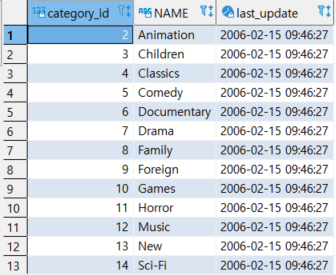 123 category_id ABC NAME last_update
1 2 Animation 2006-02-15 09:46:27
2 3 Children 2006-02-15 09:46:27
3 4 Classics 2006-02-15 09:46:27
4 5 Comedy 2006-02-15 09:46:27
5 6 Documentary 2006-02-15 09:46:27
6 7 Drama 2006-02-15 09:46:27
7 8 Family 2006-02-15 09:46:27
8 9 Foreign 2006-02-15 09:46:27
9 10 Games 2006-02-15 09:46:27
10 11 Horror 2006-02-15 09:46:27
11 12 Music 2006-02-15 09:46:27
12 13 New 2006-02-15 09:46:27
13 14 Sci-Fi 2006-02-15 09:46:27